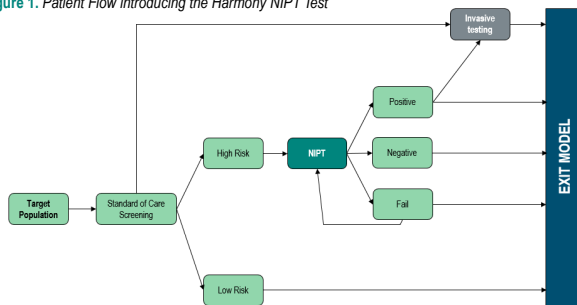 gure 1. Patient Flow introducing the Harmony NIPT Test
Invasive
testing
Positive
High Risk
NIPT
Negative
EXIT MODEL
Target
Population
Standard of Care
Screening
Fail
Low Risk